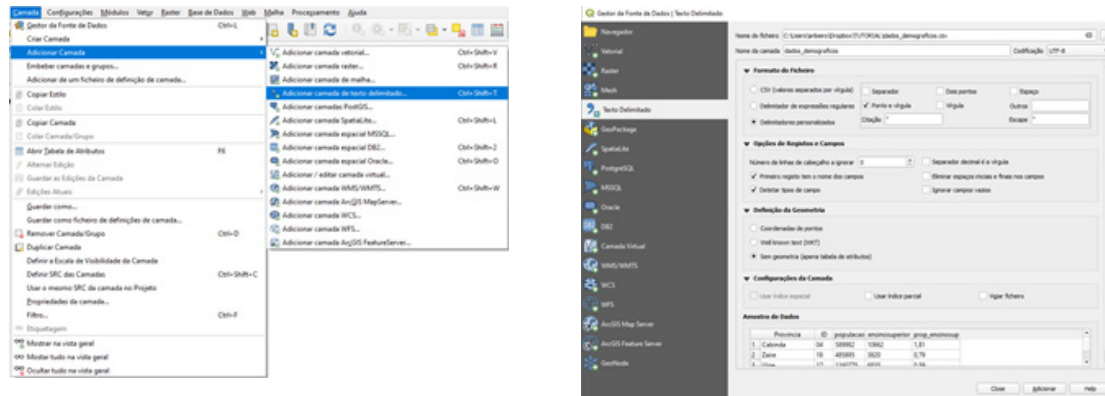 Camada Configurações Módulos Vetor Raster Base de Dados Web Malha Processamento Ajuda
Gestor da Fonte de Dados Ctrl+L
Criar Camada
Adicionar Camada
Embeber camadas e grupos...
Adicionar de um ficheiro de definição de camada...
Copiar Estilo
Colar Estilo
Copiar Camada
Colar Camada/Grupo
Abrir Tabela de Atributos F6
Alternar Edição
Guardar as Edições da Camada
Edições Atuais
Guardar como...
Guardar como ficheiro de definições de camada...
Remover Camada/Grupo Ctrl+D
Duplicar Camada
Definir a Escala de Visibilidade da Camada
Definir SRC das Camadas Ctrl+Shift+C
Usar o mesmo SRC da camada no Projeto
Propriedades da camada...
Filtro... Ctrl+F
Etiquetagem
Mostrar na vista geral
Mostar tudo na vista geral
Ocultar tudo na vista geral
Adicionar camada vetorial... Ctrl+Shift+V
Adicionar camada raster... Ctrl+Shift+R
Adicionar camada de malha...
Adicionar camada de texto delimitado... Ctrl+Shift+T
Adicionar camadas PostGIS...
Adicionar camada SpatiaLite... Ctrl+Shift+L
Adicionar camada espacial MSSQL...
Adicionar camada espacial DB2... Ctrl+Shift+2
Adicionar camada espacial Oracle... Ctrl+Shift+O
Adicionar / editar camada virtual...
Adicionar camada WMS/WMTS... Ctrl+Shift+W
Adicionar camada ArcGIS MapServer...
Adicionar camada WCS...
Adicionar camada WFS...
Adicionar camada ArcGIS FeatureServer...
Gestor da Fonte de Dados | Texto Delimitado
Navegador
Vetorial
Raster
Mesh
Texto Delimitado
GeoPackage
SpatiaLite
PostgreSQL
MSSQL
Oracle
DB2
Camada Virtual
WMS/WMTS
WCS
WFS
ArcGIS Map Server
ArcGIS Feature Server
GeoNode
Nome do ficheiro
Nome da camada dados_demograficos Codificação UTF-8
Formato do Ficheiro
CSV (valores separados por vírgula) Separador Dois pontos Espaço
Delimitador de expressões regulares Ponto e vírgula Vírgula Outros
Delimitadores personalizados Citação " Escape "
Opções de Registos e Campos
Número de linhas de cabeçalho a ignorar 0 Separador decimal é a vírgula
Primeiro registo tem o nome dos campos Eliminar espaços iniciais e finais nos campos
Detetar tipos de campo Ignorar campos vazios
Definição da Geometria
Coordenadas de pontos
Well known text (WKT)
Sem geometria (apena tabela de atributos)
Configurações da Camada
Usar índice espacial Usar índice parcial Vigiar ficheiro
Amostra de Dados
Provincia ID populacao ensinosuperior prop_ensinosup
1 Cabinda 04 10662 1,81
2 Zaire 18 3820 0,79
Close Adicionar Help